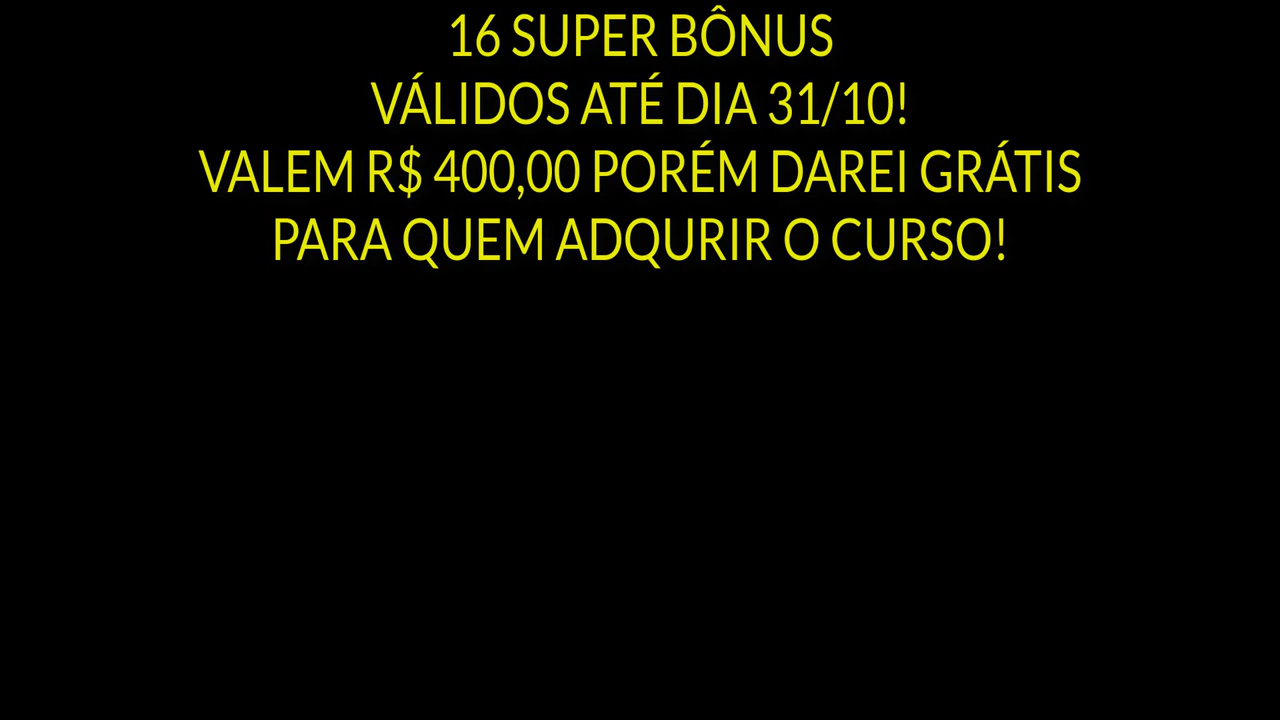 16 SUPER BÔNUS
VÁLIDOS ATÉ DIA 31/10!
VALEM R$ 400,00 PORÉM DAREI GRÁTIS
PARA QUEM ADQURIR O CURSO!